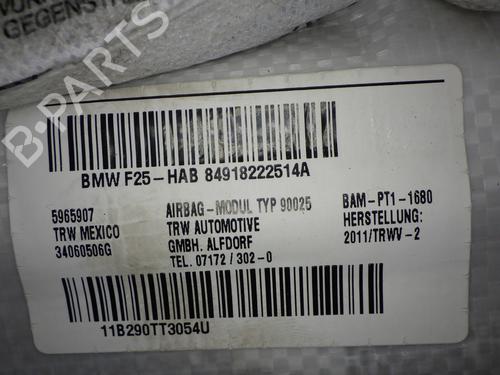 GEGENST
B-PARTS
BMW F25-HAB 84918222514A
5965907
TRW MEXICO
34060506G
AIRBAG-MODUL TYP 90025
TRW AUTOMOTIVE
GMBH. ALFDORF
TEL. 07172/302-0
BAM-PT1-1680
HERSTELLUNG:
2011/TRWV-2
11B290TT3054U